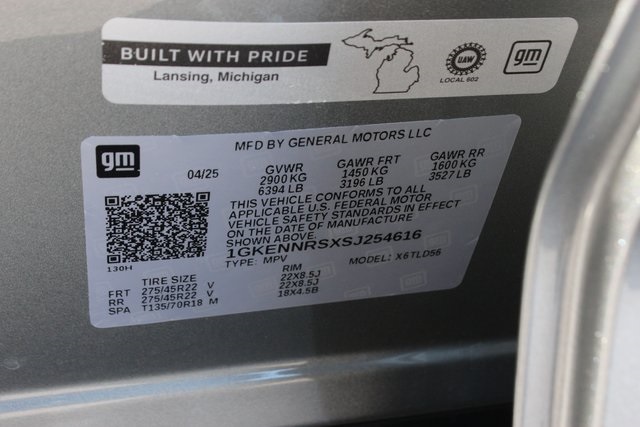 BUILT WITH PRIDE
Lansing, Michigan
UAW
LOCAL 602
gm
gm
MFD BY GENERAL MOTORS LLC
04/25 GVWR GAWR FRT GAWR RR
2900 KG 1450 KG 1600 KG
6394 LB 3196 LB 3527 LB
THIS VEHICLE CONFORMS TO ALL
APPLICABLE U.S. FEDERAL MOTOR
VEHICLE SAFETY STANDARDS IN EFFECT
ON THE DATE OF MANUFACTURE
SHOWN ABOVE.
1GKENNRSXSJ254616
TYPE: MPV MODEL: X6TLD56
130H
TIRE SIZE RIM
FRT 275/45R22 V 22X8.5J
RR 275/45R22 V 22X8.5J
SPA T135/70R18 M 18X4.5B